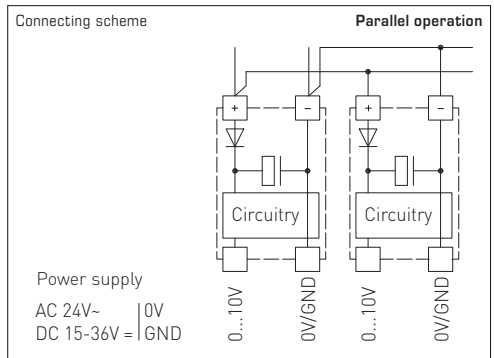 Connecting scheme
Parallel operation
+ − + −
Circuitry Circuitry
Power supply
AC 24V~ 0V
DC 15-36V = GND
0...10V
0V/GND
0...10V
0V/GND